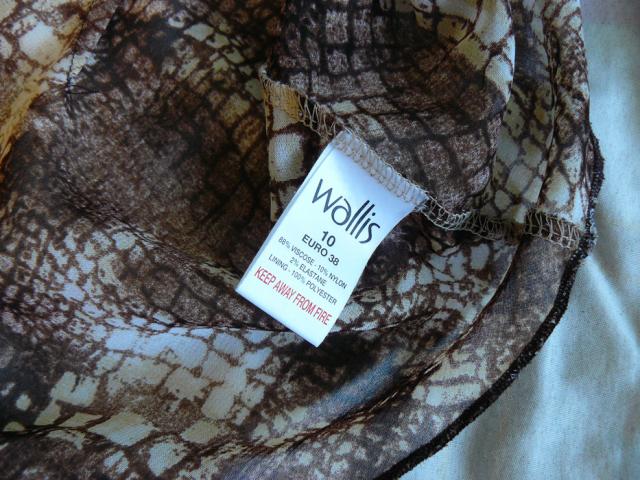 wallis
10
EURO 38
88% VISCOSE - 10% NYLON
2% ELASTANE
LINING - 100% POLYESTER
KEEP AWAY FROM FIRE